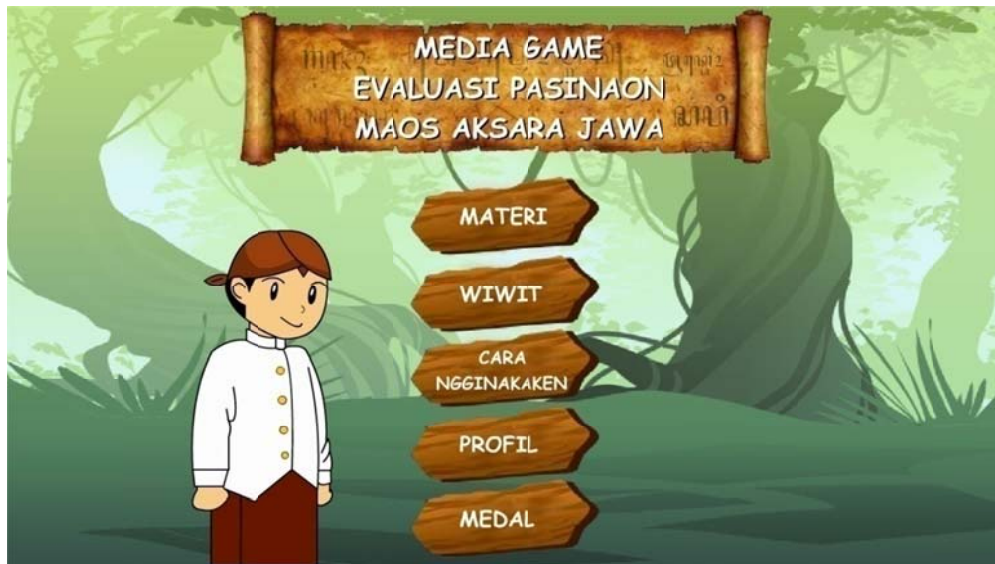 MEDIA GAME
EVALUASI PASINAON
MAOS AKSARA JAWA
MATERI
WIWIT
CARA
NGGINAKAKEN
PROFIL
MEDAL